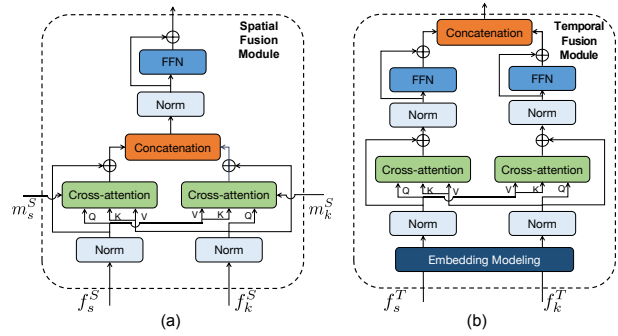 Spatial
Fusion
Module
FFN
Norm
Concatenation
Cross-attention
Cross-attention
m_s^S
m_k^S
Q K V V K Q
Norm
Norm
f_s^S
f_k^S
(a)
Temporal
Fusion
Module
Concatenation
FFN
FFN
Norm
Norm
Cross-attention
Cross-attention
Q K V V K Q
Norm
Norm
Embedding Modeling
f_s^T
f_k^T
(b)